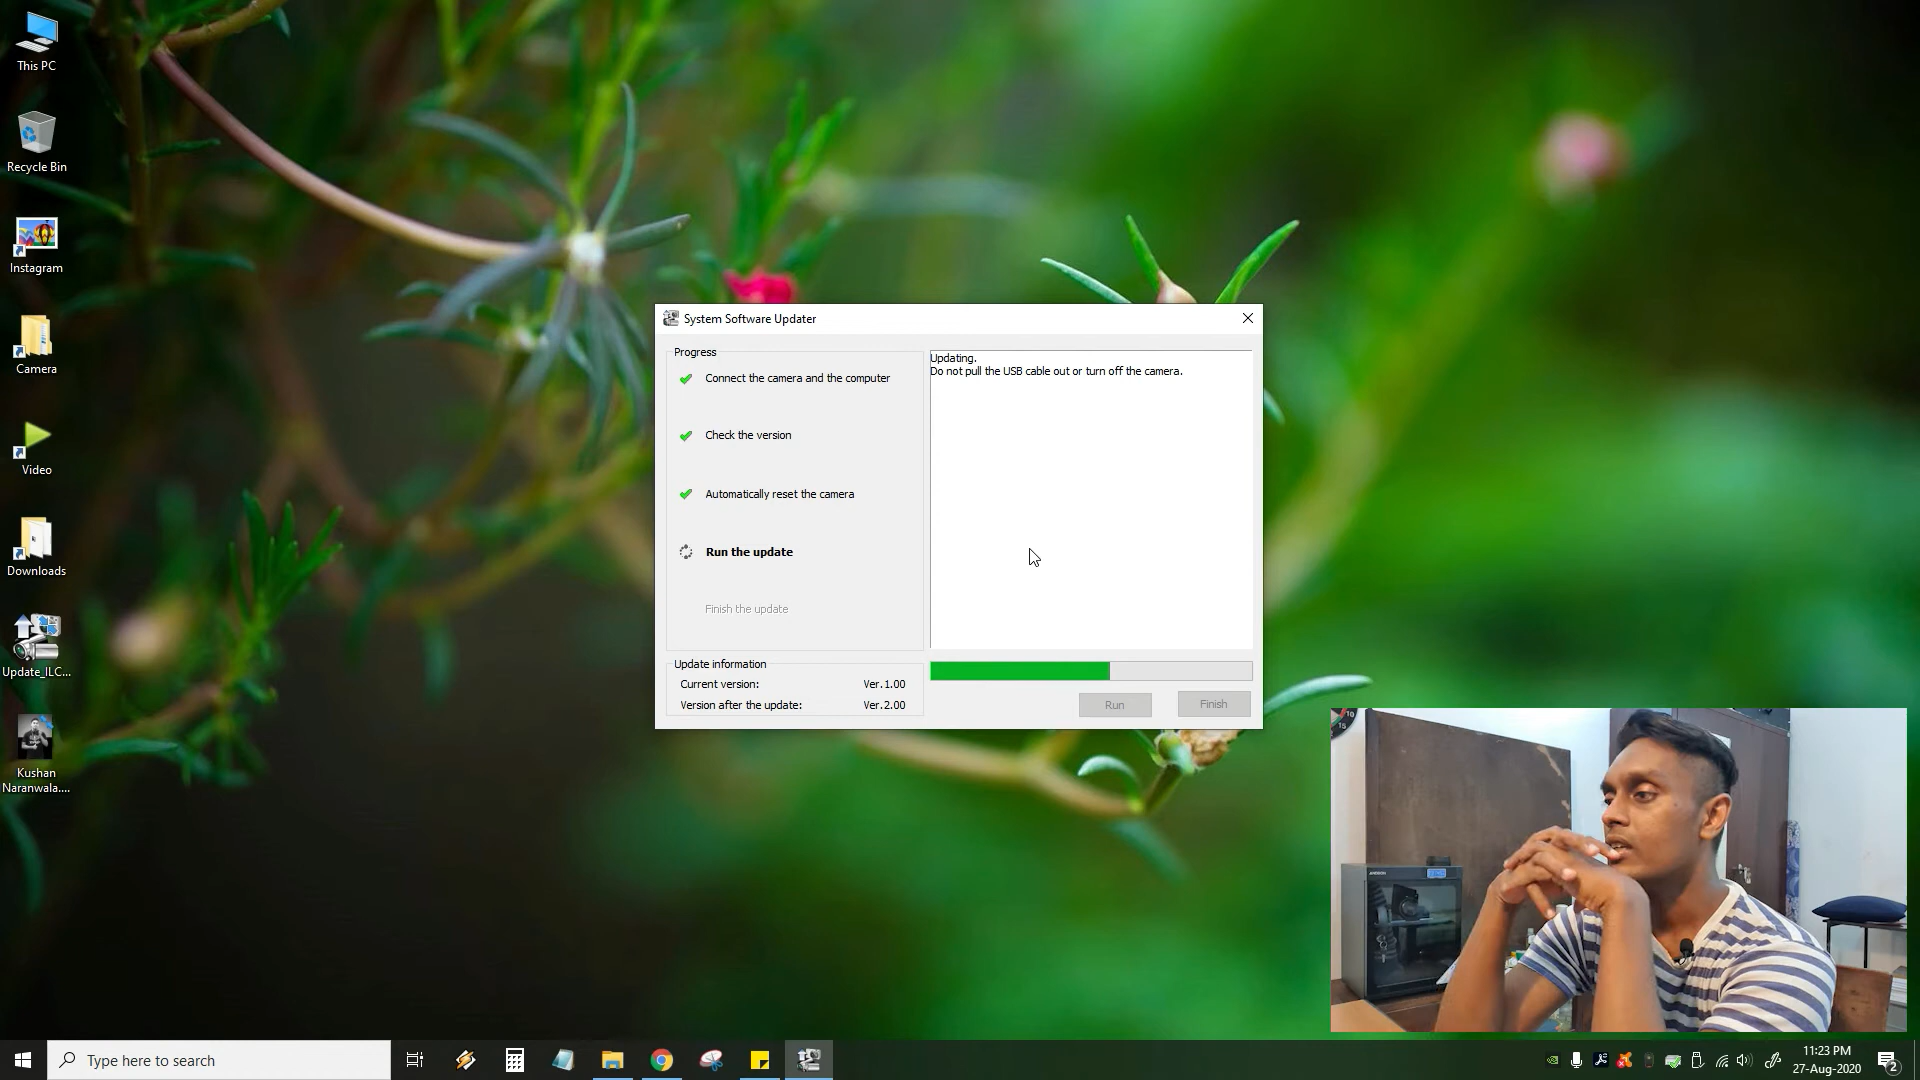 This PC
Recycle Bin
Instagram
Camera
Video
Downloads
Update_ILC...
Kushan
Naranwala....
System Software Updater
Progress
Connect the camera and the computer
Check the version
Automatically reset the camera
Run the update
Finish the update
Updating.
Do not pull the USB cable out or turn off the camera.
Update information
Current version: Ver.1.00
Version after the update: Ver.2.00
Run
Finish
Type here to search
11:23 PM
27-Aug-2020
2